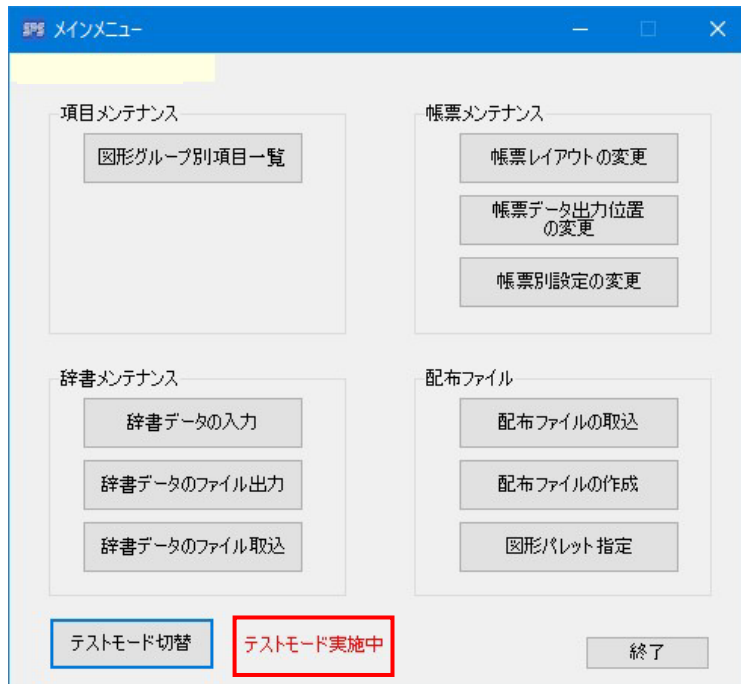 SPS メインメニュー
項目メンテナンス
図形グループ別項目一覧
帳票メンテナンス
帳票レイアウトの変更
帳票データ出力位置
の変更
帳票別設定の変更
辞書メンテナンス
辞書データの入力
辞書データのファイル出力
辞書データのファイル取込
配布ファイル
配布ファイルの取込
配布ファイルの作成
図形パレット指定
テストモード切替
テストモード実施中
終了